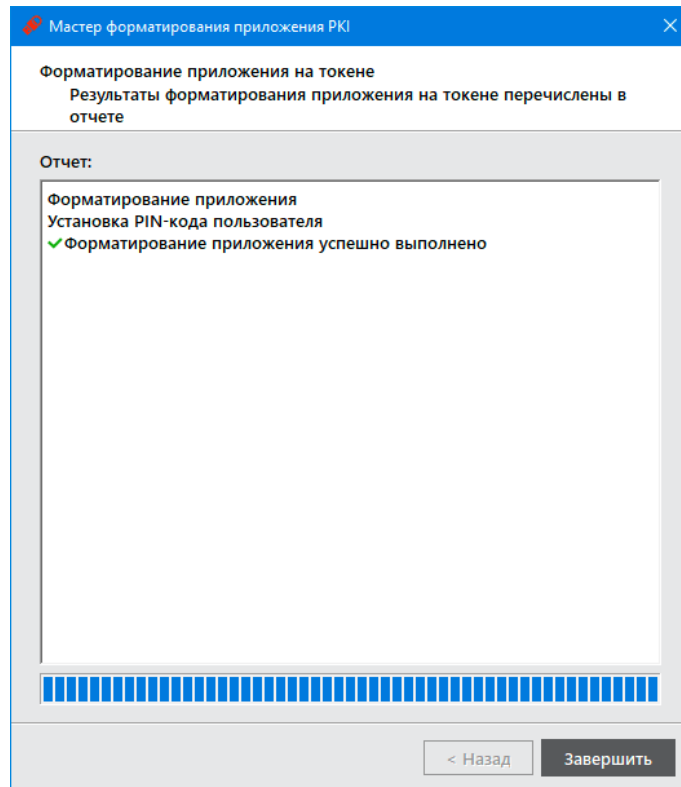 Мастер форматирования приложения PKI
Форматирование приложения на токене
Результаты форматирования приложения на токене перечислены в
отчете
Отчет:
Форматирование приложения
Установка PIN-кода пользователя
Форматирование приложения успешно выполнено
< Назад
Завершить